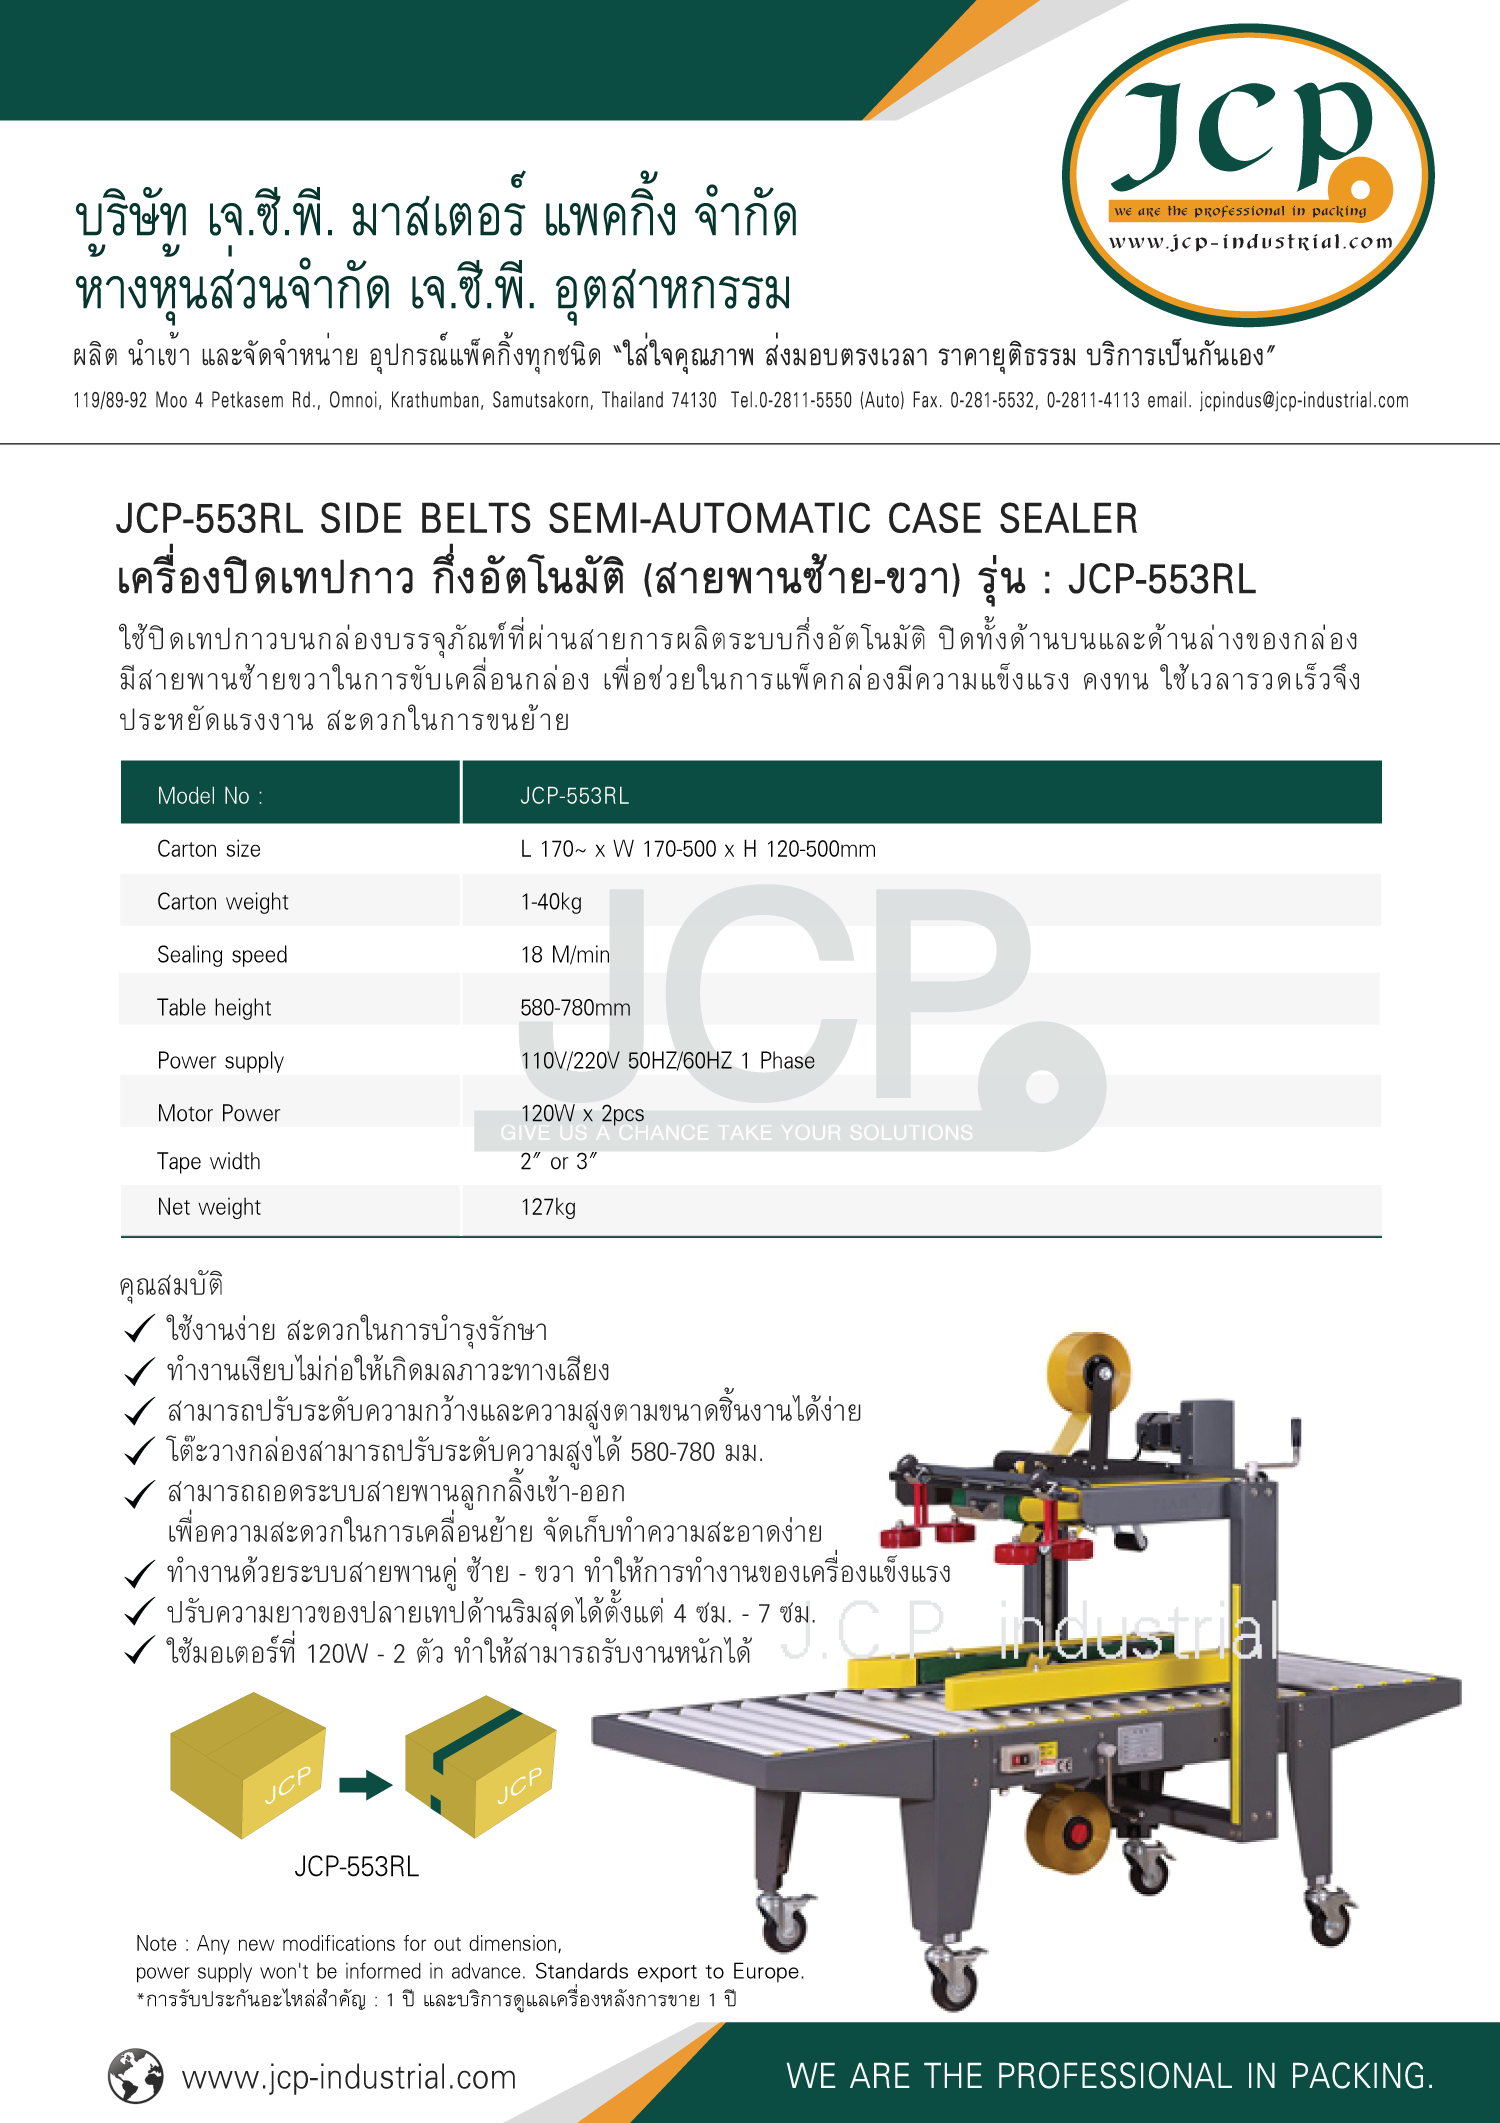 JCP
we are the professional in packing
www.jcp-industrial.com
บริษัท เจ.ซี.พี. มาสเตอร์ แพคกิ้ง จำกัด
ห้างหุ้นส่วนจำกัด เจ.ซี.พี. อุตสาหกรรม
ผลิต นำเข้า และจัดจำหน่าย อุปกรณ์แพ็คกิ้งทุกชนิด “ใส่ใจคุณภาพ ส่งมอบตรงเวลา ราคายุติธรรม บริการเป็นกันเอง”
119/89-92 Moo 4 Petkasem Rd., Omnoi, Krathumban, Samutsakorn, Thailand 74130 Tel.0-2811-5550 (Auto) Fax. 0-281-5532, 0-2811-4113 email. jcpindus@jcp-industrial.com
JCP-553RL SIDE BELTS SEMI-AUTOMATIC CASE SEALER
เครื่องปิดเทปกาว กึ่งอัตโนมัติ (สายพานซ้าย-ขวา) รุ่น : JCP-553RL
ใช้ปิดเทปกาวบนกล่องบรรจุภัณฑ์ที่ผ่านสายการผลิตระบบกึ่งอัตโนมัติ ปิดทั้งด้านบนและด้านล่างของกล่อง
มีสายพานซ้ายขวาในการขับเคลื่อนกล่อง เพื่อช่วยในการแพ็คกล่องมีความแข็งแรง คงทน ใช้เวลารวดเร็วจึง
ประหยัดแรงงาน สะดวกในการขนย้าย
Model No : JCP-553RL
Carton size L 170~ x W 170-500 x H 120-500mm
Carton weight 1-40kg
Sealing speed 18 M/min
Table height 580-780mm
Power supply 110V/220V 50HZ/60HZ 1 Phase
Motor Power 120W x 2pcs
Tape width 2” or 3”
Net weight 127kg
JCP
GIVE US A CHANCE TAKE YOUR SOLUTIONS
คุณสมบัติ
✓ ใช้งานง่าย สะดวกในการบำรุงรักษา
✓ ทำงานเงียบไม่ก่อให้เกิดมลภาวะทางเสียง
✓ สามารถปรับระดับความกว้างและความสูงตามขนาดชิ้นงานได้ง่าย
✓ โต๊ะวางกล่องสามารถปรับระดับความสูงได้ 580-780 มม.
✓ สามารถถอดระบบสายพานลูกกลิ้งเข้า-ออก
เพื่อความสะดวกในการเคลื่อนย้าย จัดเก็บทำความสะอาดง่าย
✓ ทำงานด้วยระบบสายพานคู่ ซ้าย - ขวา ทำให้การทำงานของเครื่องแข็งแรง
✓ ปรับความยาวของปลายเทปด้านริมสุดได้ตั้งแต่ 4 ซม. - 7 ซม.
✓ ใช้มอเตอร์ที่ 120W - 2 ตัว ทำให้สามารถรับงานหนักได้
J.C.P. industrial
JCP
JCP
JCP-553RL
Note : Any new modifications for out dimension,
power supply won't be informed in advance. Standards export to Europe.
*การรับประกันอะไหล่สำคัญ : 1 ปี และบริการดูแลเครื่องหลังการขาย 1 ปี
www.jcp-industrial.com
WE ARE THE PROFESSIONAL IN PACKING.